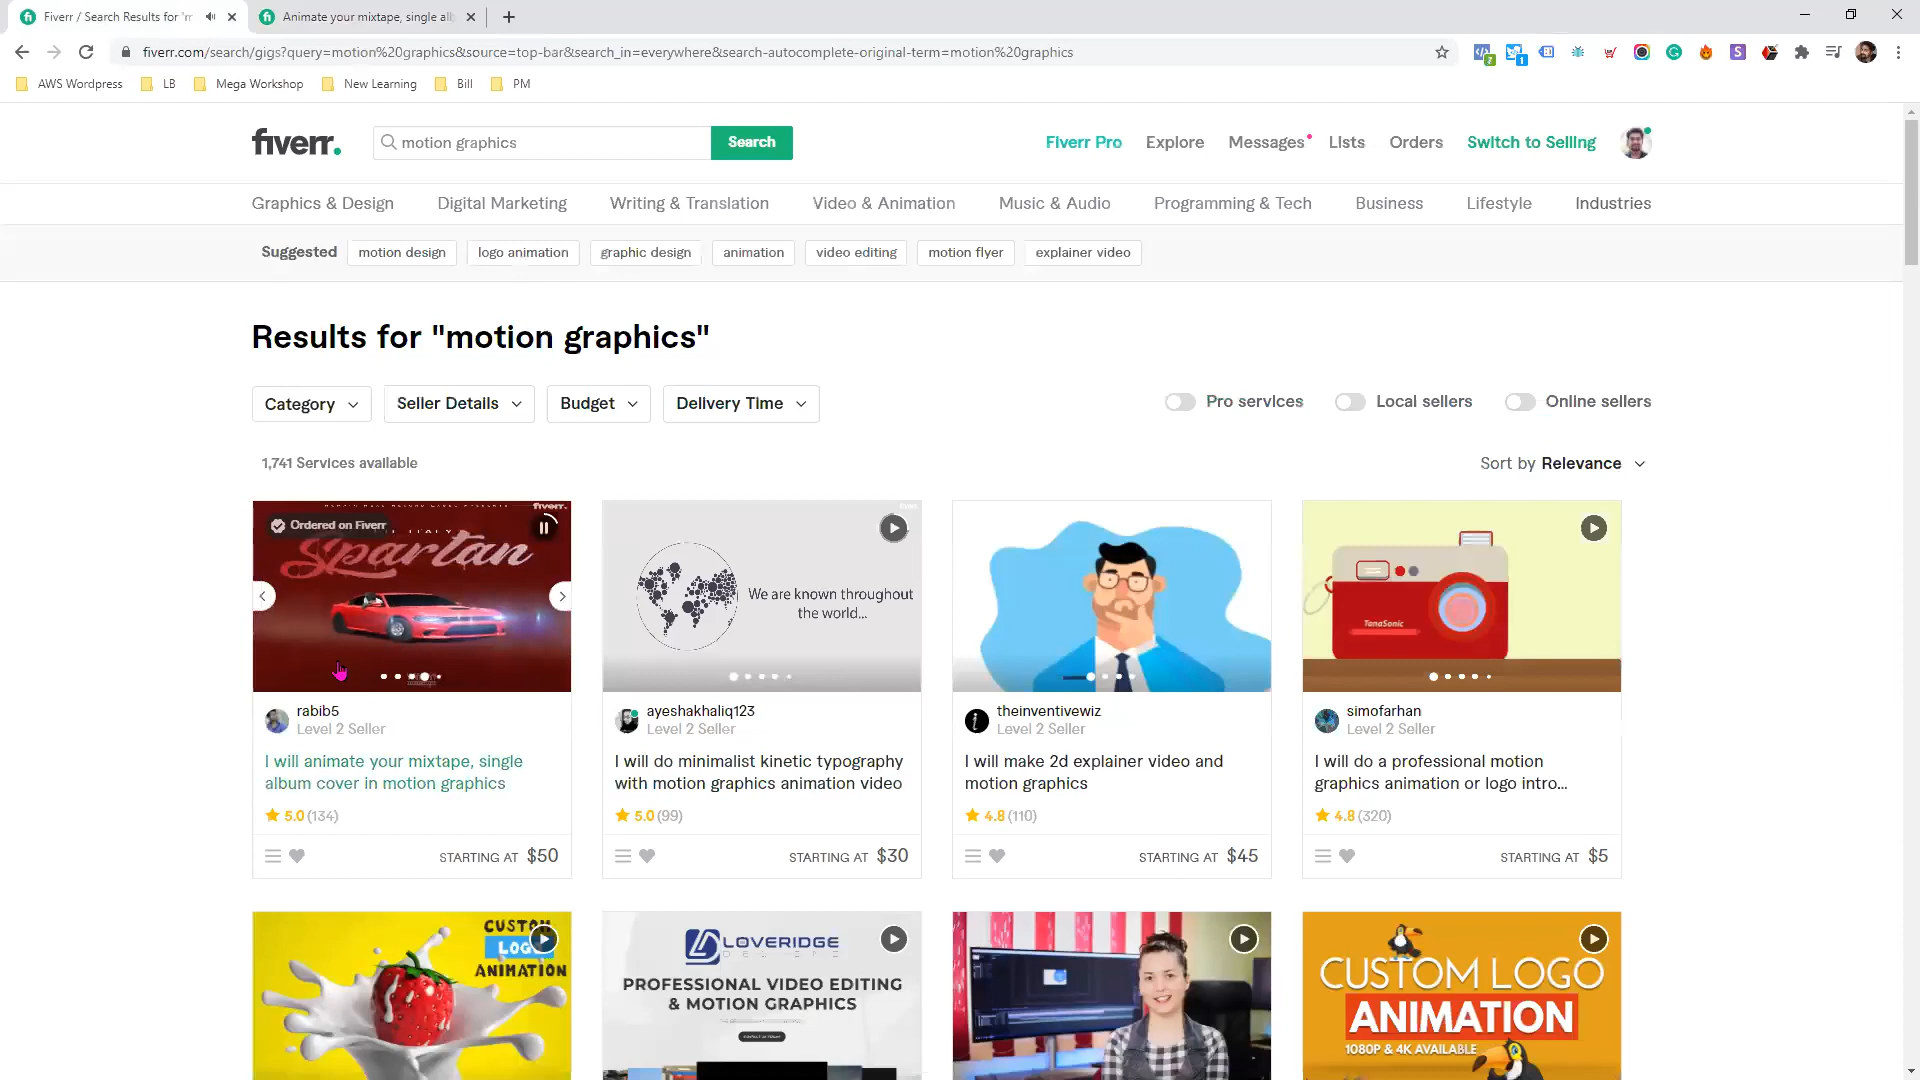 Fiverr / Search Results for 'm
Animate your mixtape, single alb
fiverr.com/search/gigs?query=motion%20graphics&source=top-bar&search_in=everywhere&search-autocomplete-original-term=motion%20graphics
AWS Wordpress
LB
Mega Workshop
New Learning
Bill
PM
fiverr.
motion graphics
Search
Fiverr Pro
Explore
Messages
Lists
Orders
Switch to Selling
Graphics & Design
Digital Marketing
Writing & Translation
Video & Animation
Music & Audio
Programming & Tech
Business
Lifestyle
Industries
Suggested
motion design
logo animation
graphic design
animation
video editing
motion flyer
explainer video
Results for "motion graphics"
Category
Seller Details
Budget
Delivery Time
Pro services
Local sellers
Online sellers
1,741 Services available
Sort by Relevance
fiverr.
Ordered on Fiverr
Spartan
We are known throughout
the world...
TanaSonic
rabib5
Level 2 Seller
I will animate your mixtape, single
album cover in motion graphics
5.0 (134)
STARTING AT $50
ayeshakhaliq123
Level 2 Seller
I will do minimalist kinetic typography
with motion graphics animation video
5.0 (99)
STARTING AT $30
theinventivewiz
Level 2 Seller
I will make 2d explainer video and
motion graphics
4.8 (110)
STARTING AT $45
simofarhan
Level 2 Seller
I will do a professional motion
graphics animation or logo intro...
4.8 (320)
STARTING AT $5
CUSTOM
LOGO
ANIMATION
LOVERIDGE
PROFESSIONAL VIDEO EDITING
& MOTION GRAPHICS
CUSTOM LOGO
ANIMATION
1080P & 4K AVAILABLE